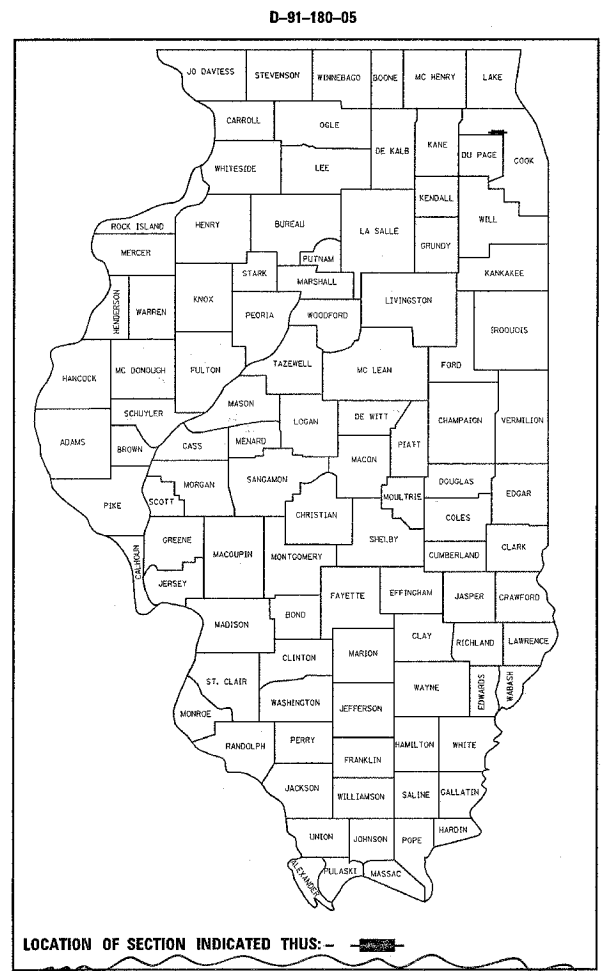 D-91-180-05
JO DAVIESS STEVENSON WINNEBAGO BOONE MC HENRY LAKE
CARROLL OGLE
DE KALB KANE DU PAGE COOK
WHITESIDE LEE
KENDALL
ROCK ISLAND HENRY BUREAU LA SALLE GRUNDY WILL
MERCER PUTNAM
STARK MARSHALL KANKAKEE
HENDERSON WARREN KNOX PEORIA WOODFORD LIVINGSTON
IROQUOIS
HANCOCK MC DONOUGH FULTON TAZEWELL MC LEAN FORD
SCHUYLER MASON LOGAN DE WITT CHAMPAIGN VERMILION
ADAMS BROWN CASS MENARD PIATT
MACON
SCOTT MORGAN SANGAMON MOULTRIE DOUGLAS EDGAR
PIKE CHRISTIAN COLES
CALHOUN GREENE MACOUPIN MONTGOMERY SHELBY CUMBERLAND CLARK
JERSEY
MADISON BOND FAYETTE EFFINGHAM JASPER CRAWFORD
CLAY RICHLAND LAWRENCE
CLINTON MARION
ST. CLAIR WAYNE EDWARDS WABASH
WASHINGTON JEFFERSON
MONROE
RANDOLPH PERRY HAMILTON WHITE
FRANKLIN
JACKSON WILLIAMSON SALINE GALLATIN
UNION JOHNSON POPE HARDIN
ALEXANDER PULASKI MASSAC
LOCATION OF SECTION INDICATED THUS: -